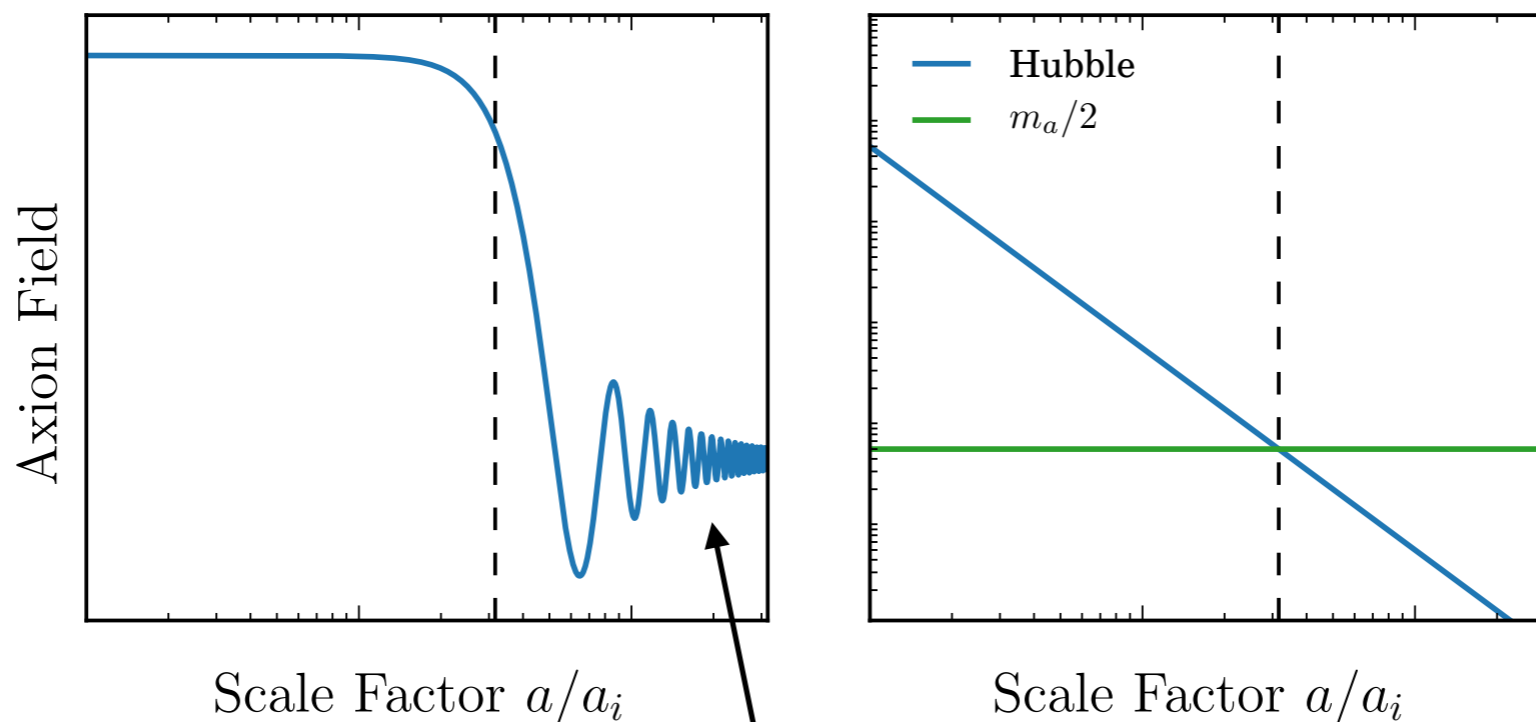 Axion Field
Scale Factor a/a_i
Hubble
m_a/2
Scale Factor a/a_i